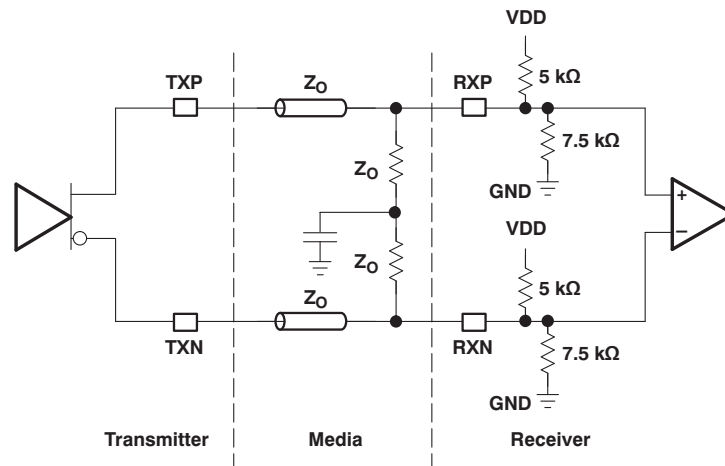 VDD
TXP
Z_O
RXP
5 kΩ
7.5 kΩ
Z_O
GND
+
−
VDD
Z_O
Z_O
5 kΩ
TXN
RXN
7.5 kΩ
GND
Transmitter
Media
Receiver